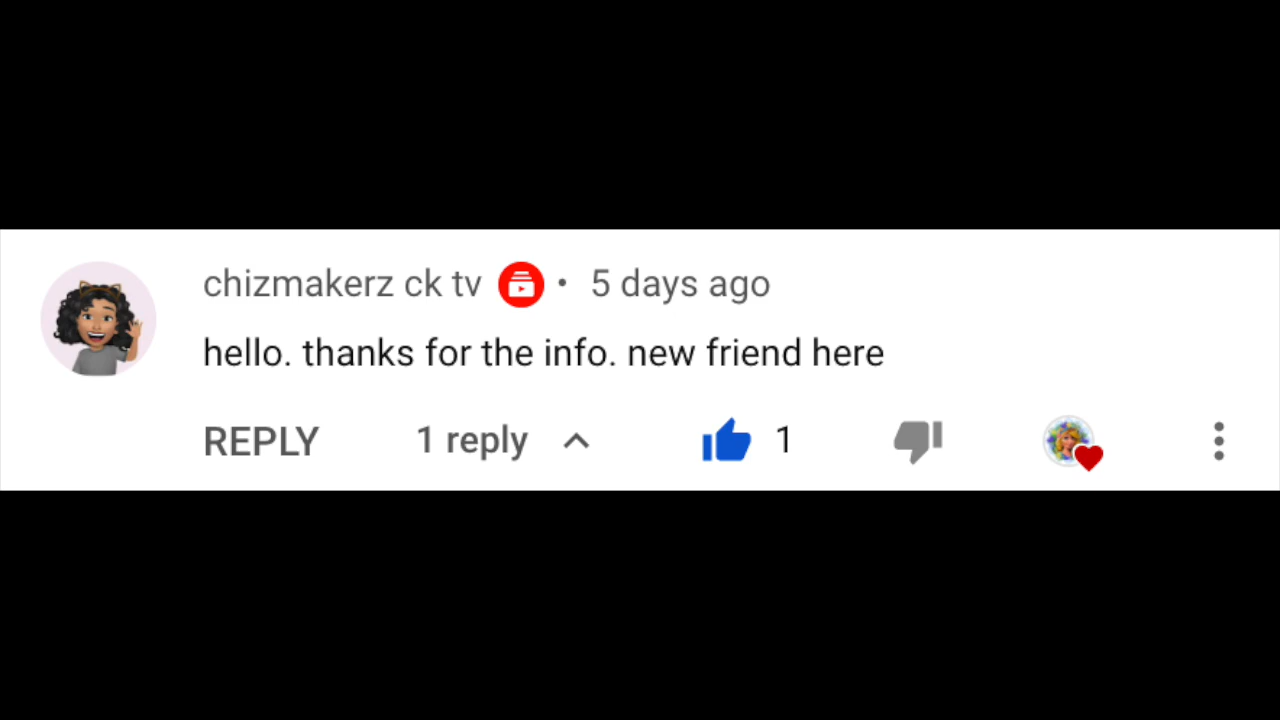 chizmakerz ck tv • 5 days ago
hello. thanks for the info. new friend here
REPLY 1 reply 1